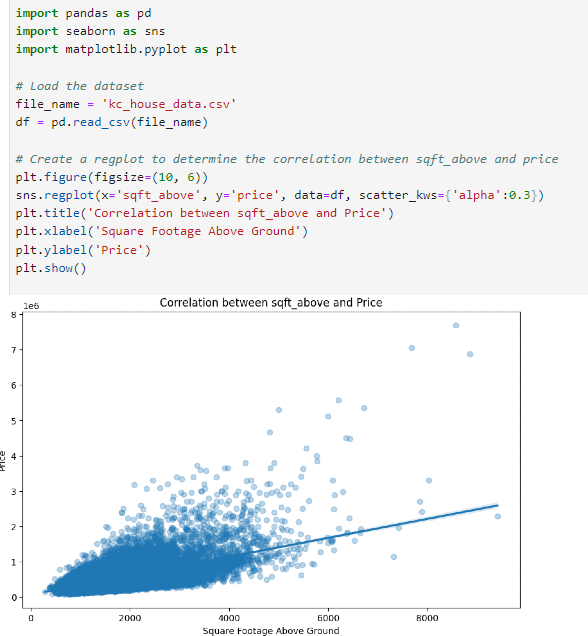 import pandas as pd
import seaborn as sns
import matplotlib.pyplot as plt
# Load the dataset
file_name = 'kc_house_data.csv'
df = pd.read_csv(file_name)
# Create a regplot to determine the correlation between sqft_above and price
plt.figure(figsize=(10, 6))
sns.regplot(x='sqft_above', y='price', data=df, scatter_kws={'alpha':0.3})
plt.title('Correlation between sqft_above and Price')
plt.xlabel('Square Footage Above Ground')
plt.ylabel('Price')
plt.show()
Correlation between sqft_above and Price
1e6
8
7
6
5
4
3
2
1
0
Price
0 2000 4000 6000 8000
Square Footage Above Ground